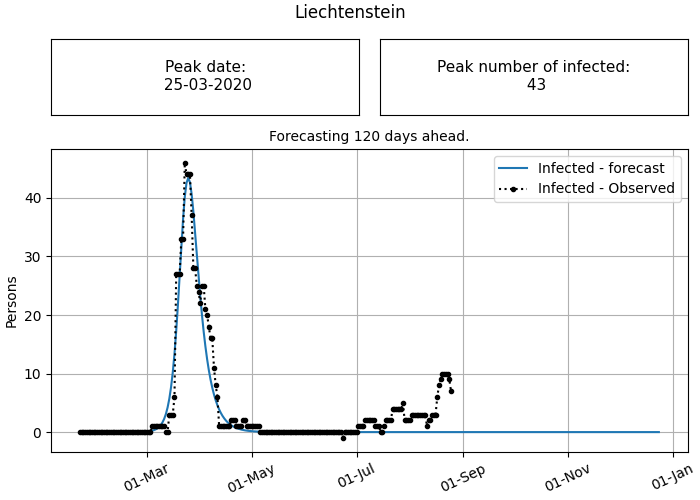 Liechtenstein
Peak date:
25-03-2020
Peak number of infected:
43
Forecasting 120 days ahead.
Infected - forecast
Infected - Observed
Persons
40
30
20
10
0
01-Mar
01-May
01-Jul
01-Sep
01-Nov
01-Jan